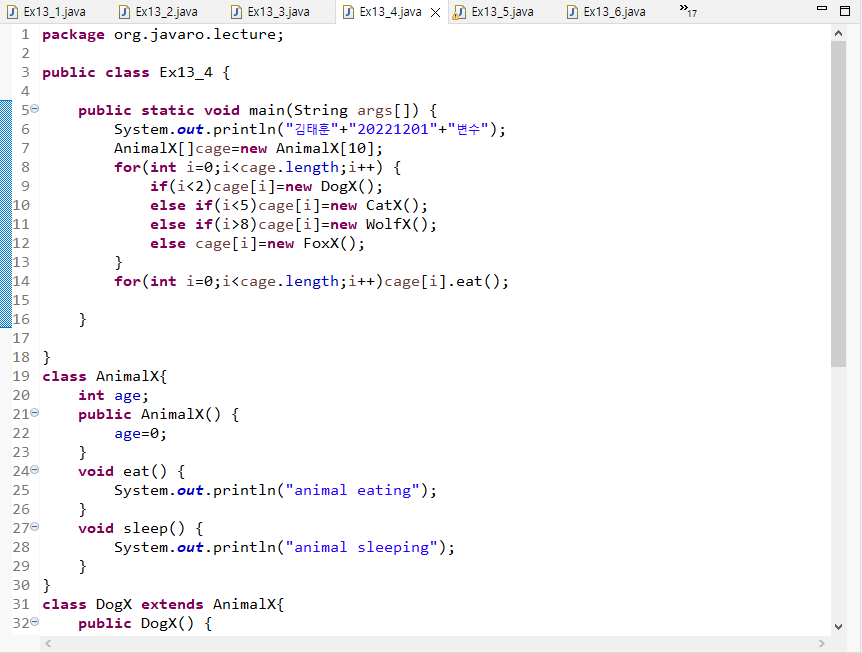 Ex13_1.java Ex13_2.java Ex13_3.java Ex13_4.java Ex13_5.java Ex13_6.java »17
1 package org.javaro.lecture;
2
3 public class Ex13_4 {
4
5 public static void main(String args[]) {
6 System.out.println("김태훈"+"20221201"+"변수");
7 AnimalX[]cage=new AnimalX[10];
8 for(int i=0;i<cage.length;i++) {
9 if(i<2)cage[i]=new DogX();
10 else if(i<5)cage[i]=new CatX();
11 else if(i>8)cage[i]=new WolfX();
12 else cage[i]=new FoxX();
13 }
14 for(int i=0;i<cage.length;i++)cage[i].eat();
15
16 }
17
18 }
19 class AnimalX{
20 int age;
21 public AnimalX() {
22 age=0;
23 }
24 void eat() {
25 System.out.println("animal eating");
26 }
27 void sleep() {
28 System.out.println("animal sleeping");
29 }
30 }
31 class DogX extends AnimalX{
32 public DogX() {